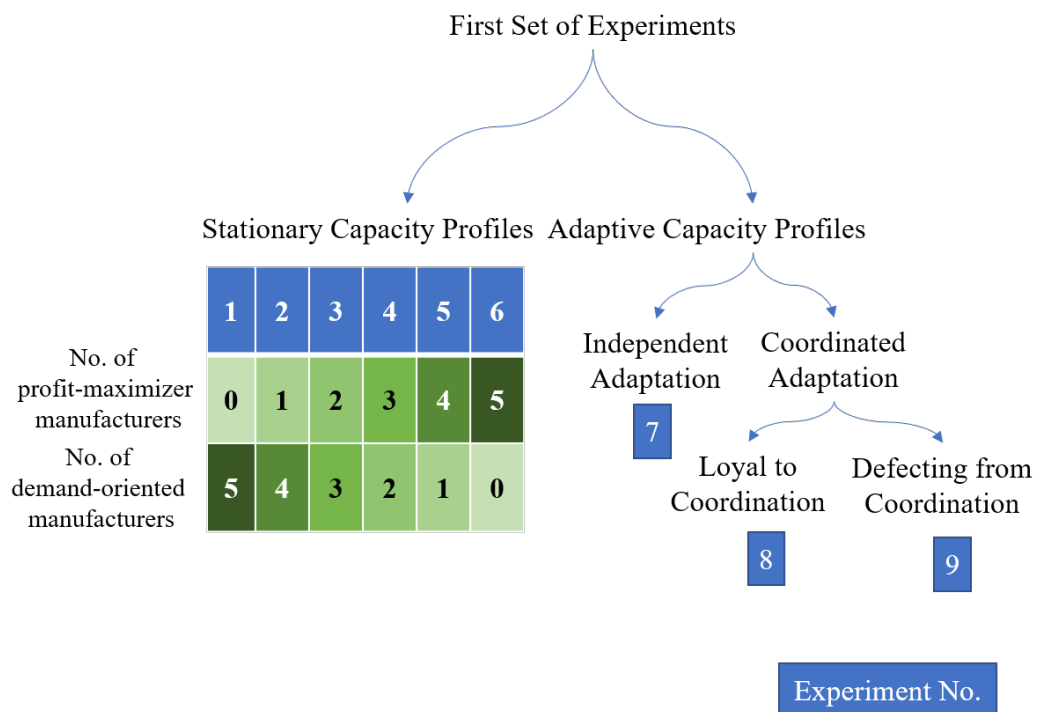 First Set of Experiments
Stationary Capacity Profiles
Adaptive Capacity Profiles
1 2 3 4 5 6
No. of
profit-maximizer
manufacturers
0 1 2 3 4 5
No. of
demand-oriented
manufacturers
5 4 3 2 1 0
Independent
Adaptation
7
Coordinated
Adaptation
Loyal to
Coordination
8
Defecting from
Coordination
9
Experiment No.